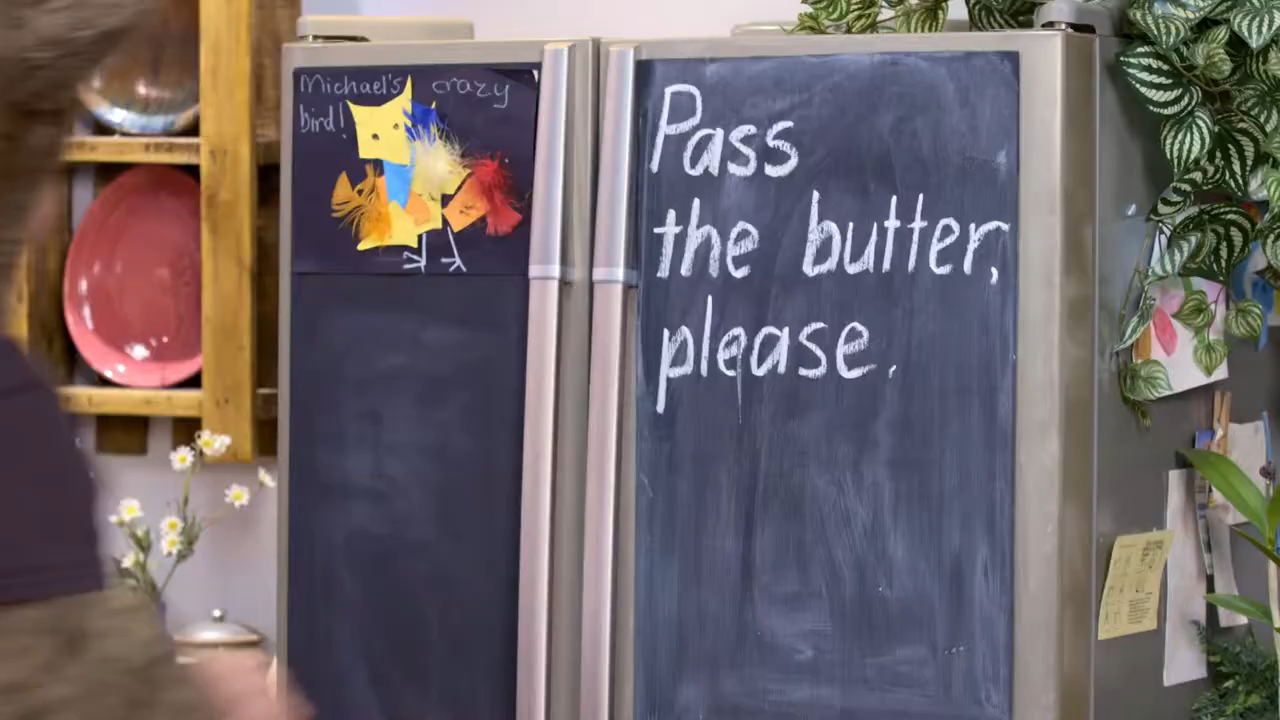 Michael's crazy
bird!
Pass
the butter,
please.